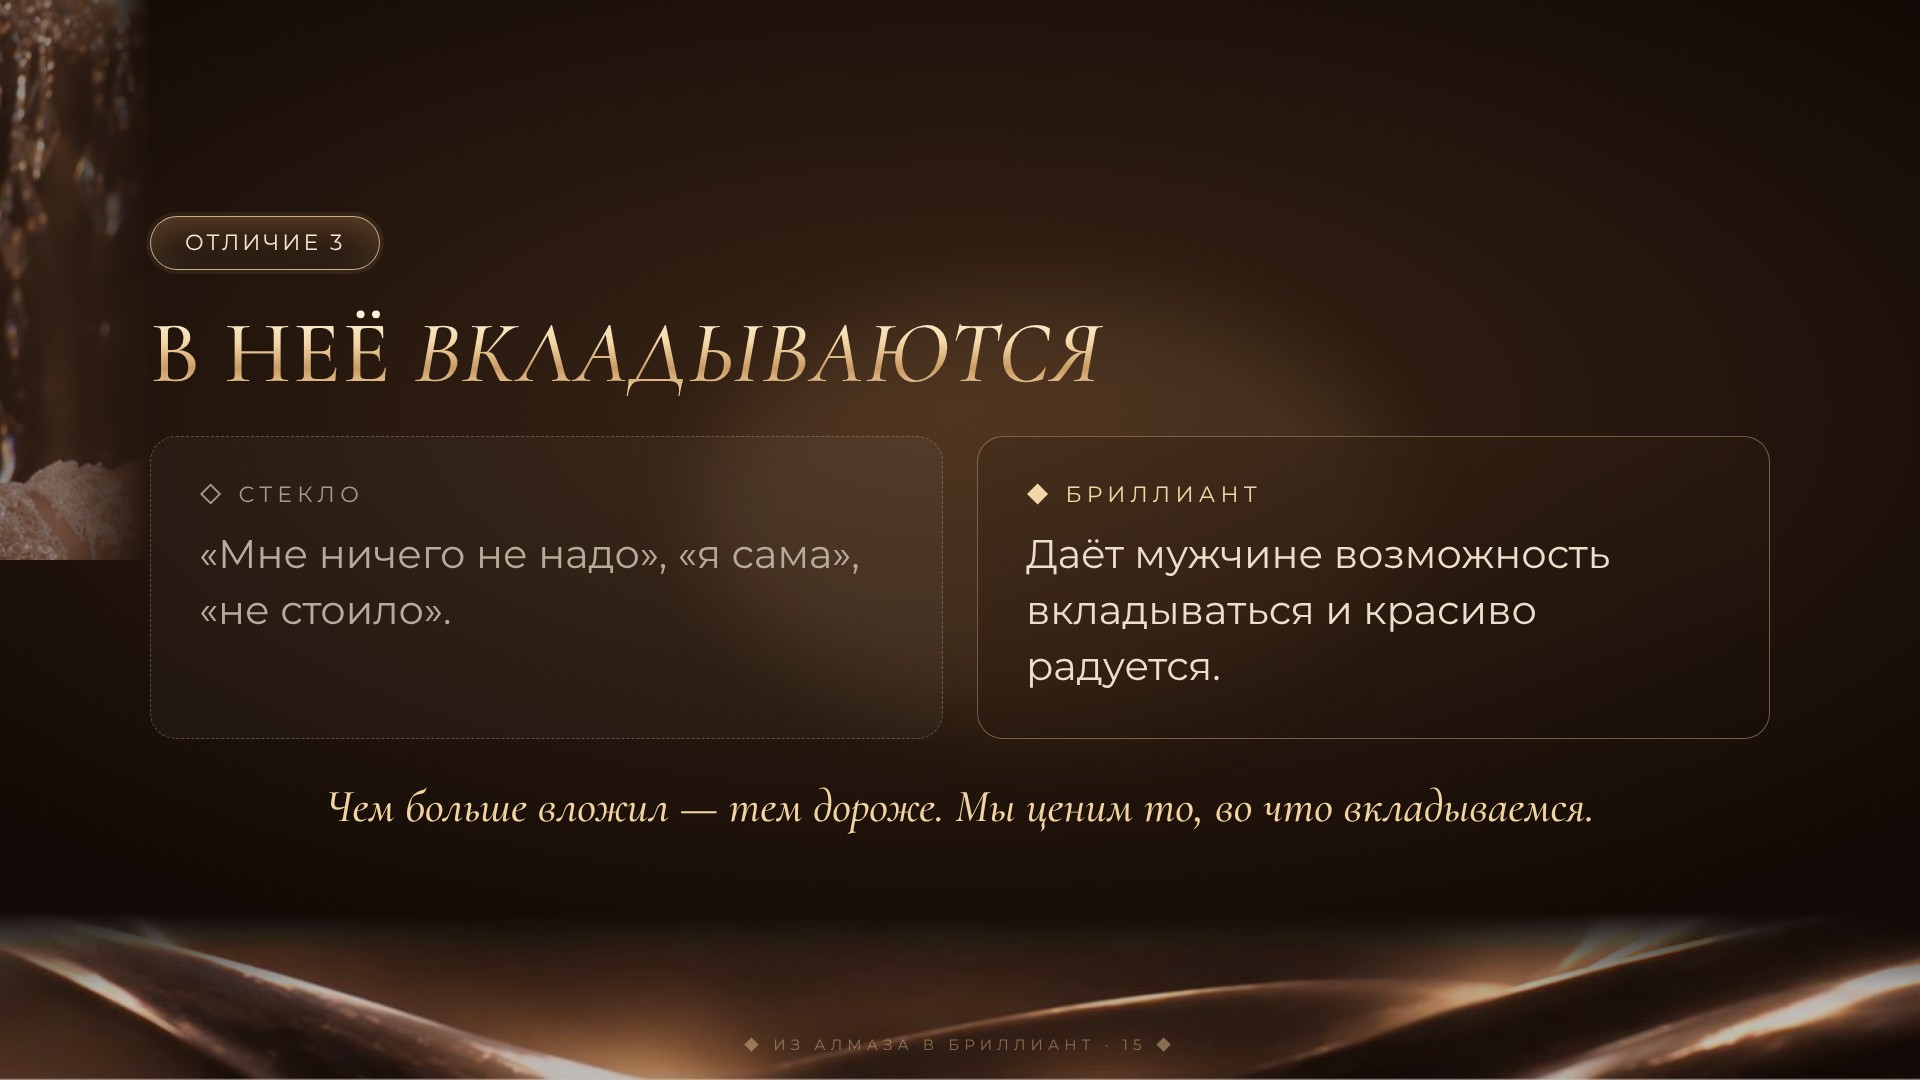 ОТЛИЧИЕ 3
В НЕЁ ВКЛАДЫВАЮТСЯ
СТЕКЛО
«Мне ничего не надо», «я сама»,
«не стоило».
БРИЛЛИАНТ
Даёт мужчине возможность
вкладываться и красиво
радуется.
Чем больше вложил — тем дороже. Мы ценим то, во что вкладываемся.
ИЗ АЛМАЗА В БРИЛЛИАНТ · 15